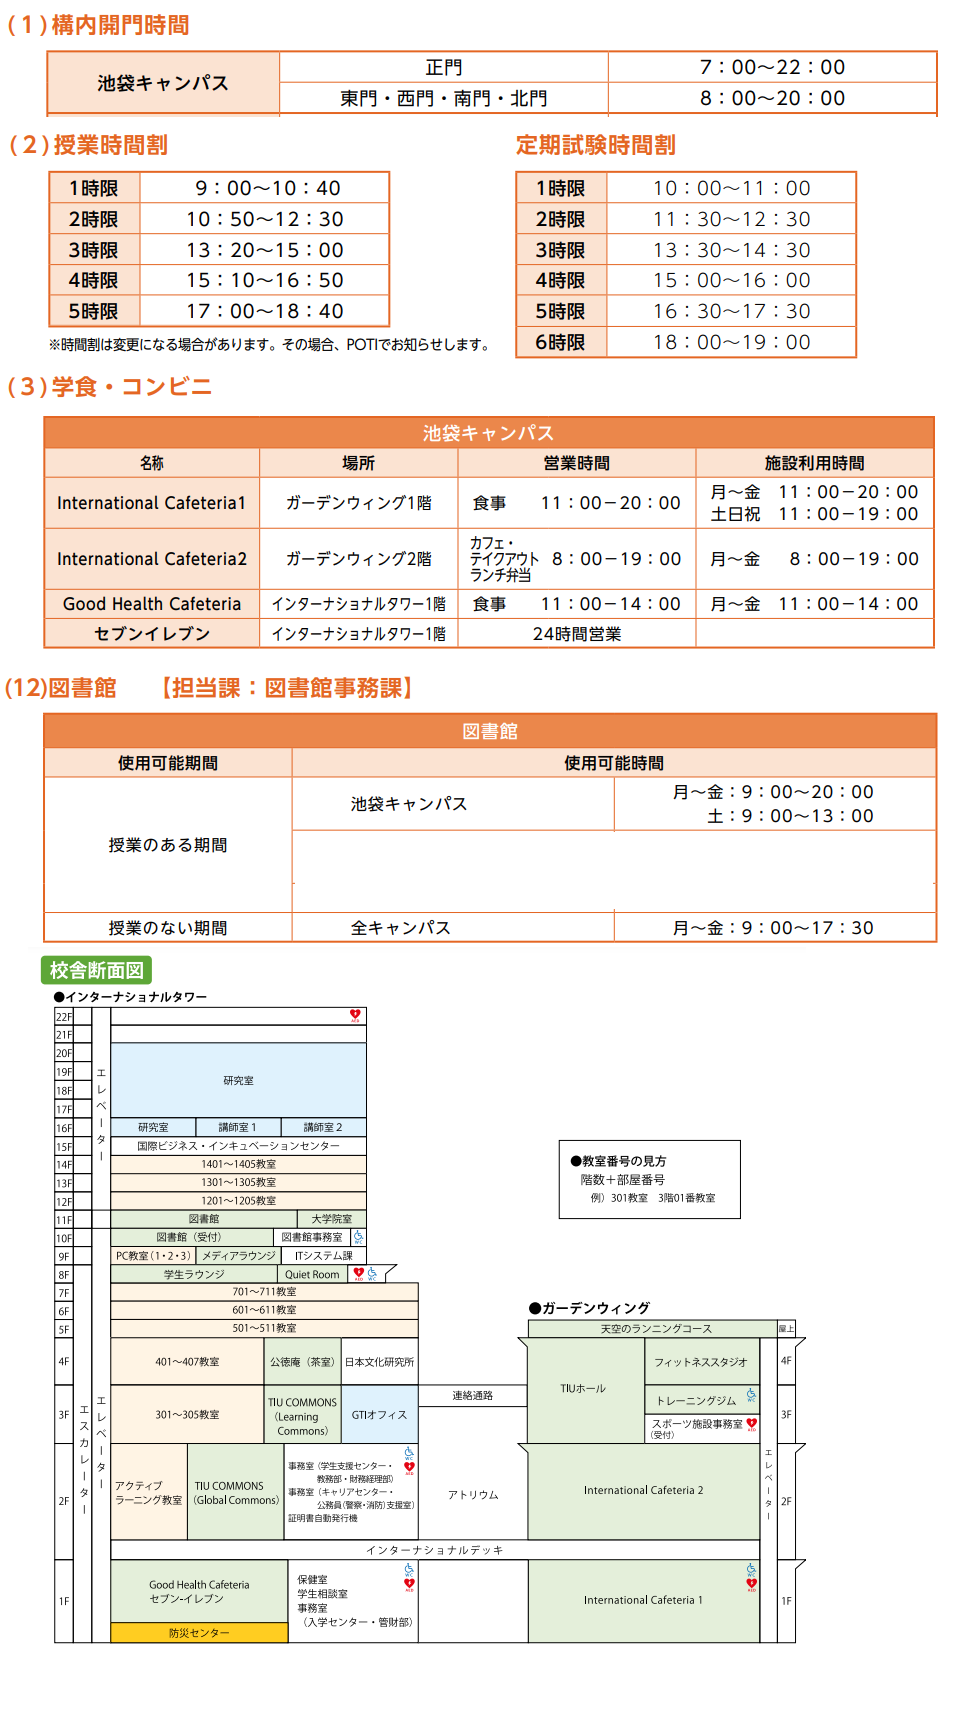 (1)構内開門時間
池袋キャンパス
正門 7：00～22：00
東門・西門・南門・北門 8：00～20：00
(2)授業時間割
1時限 9：00～10：40
2時限 10：50～12：30
3時限 13：20～15：00
4時限 15：10～16：50
5時限 17：00～18：40
※時間割は変更になる場合があります。その場合、POTIでお知らせします。
定期試験時間割
1時限 10：00～11：00
2時限 11：30～12：30
3時限 13：30～14：30
4時限 15：00～16：00
5時限 16：30～17：30
6時限 18：00～19：00
(3)学食・コンビニ
池袋キャンパス
名称 場所 営業時間 施設利用時間
International Cafeteria1 ガーデンウィング1階 食事 11：00－20：00 月～金 11：00－20：00
土日祝 11：00－19：00
International Cafeteria2 ガーデンウィング2階 カフェ・
テイクアウト 8：00－19：00 月～金 8：00－19：00
ランチ弁当
Good Health Cafeteria インターナショナルタワー1階 食事 11：00－14：00 月～金 11：00－14：00
セブンイレブン インターナショナルタワー1階 24時間営業
(12)図書館 【担当課：図書館事務課】
図書館
使用可能期間 使用可能時間
授業のある期間 池袋キャンパス 月～金：9：00～20：00
土：9：00～13：00
授業のない期間 全キャンパス 月～金：9：00～17：30
校舎断面図
●インターナショナルタワー
22F AED
21F
20F
19F
18F
17F
研究室
エレベーター
16F 研究室 講師室1 講師室2
15F 国際ビジネス・インキュベーションセンター
14F 1401～1405教室
13F 1301～1305教室
12F 1201～1205教室
11F 図書館 大学院室
10F 図書館（受付） 図書館事務室 WC
9F PC教室（1・2・3） メディアラウンジ ITシステム課
8F 学生ラウンジ Quiet Room AED WC
7F 701～711教室
6F 601～611教室
5F 501～511教室
4F 401～407教室 公徳庵（茶室） 日本文化研究所
3F 301～305教室 TIU COMMONS
（Learning
Commons）
GTIオフィス
エスカレーター
エレベーター
2F アクティブ
ラーニング教室
TIU COMMONS
（Global Commons）
事務室（学生支援センター・
教務部・財務経理部）
事務室（キャリアセンター・
公務員（警察・消防）支援室）
証明書自動発行機
WC
AED
連絡通路
アトリウム
インターナショナルデッキ
1F Good Health Cafeteria
セブン-イレブン
防災センター
保健室
学生相談室
事務室
（入学センター・管財部）
WC
AED
●教室番号の見方
階数＋部屋番号
例）301教室 3階01番教室
●ガーデンウィング
天空のランニングコース 屋上
TIUホール
フィットネススタジオ 4F
トレーニングジム WC
3F
スポーツ施設事務室 AED
（受付）
International Cafeteria 2 2F
エレベーター
International Cafeteria 1 1F
WC
AED